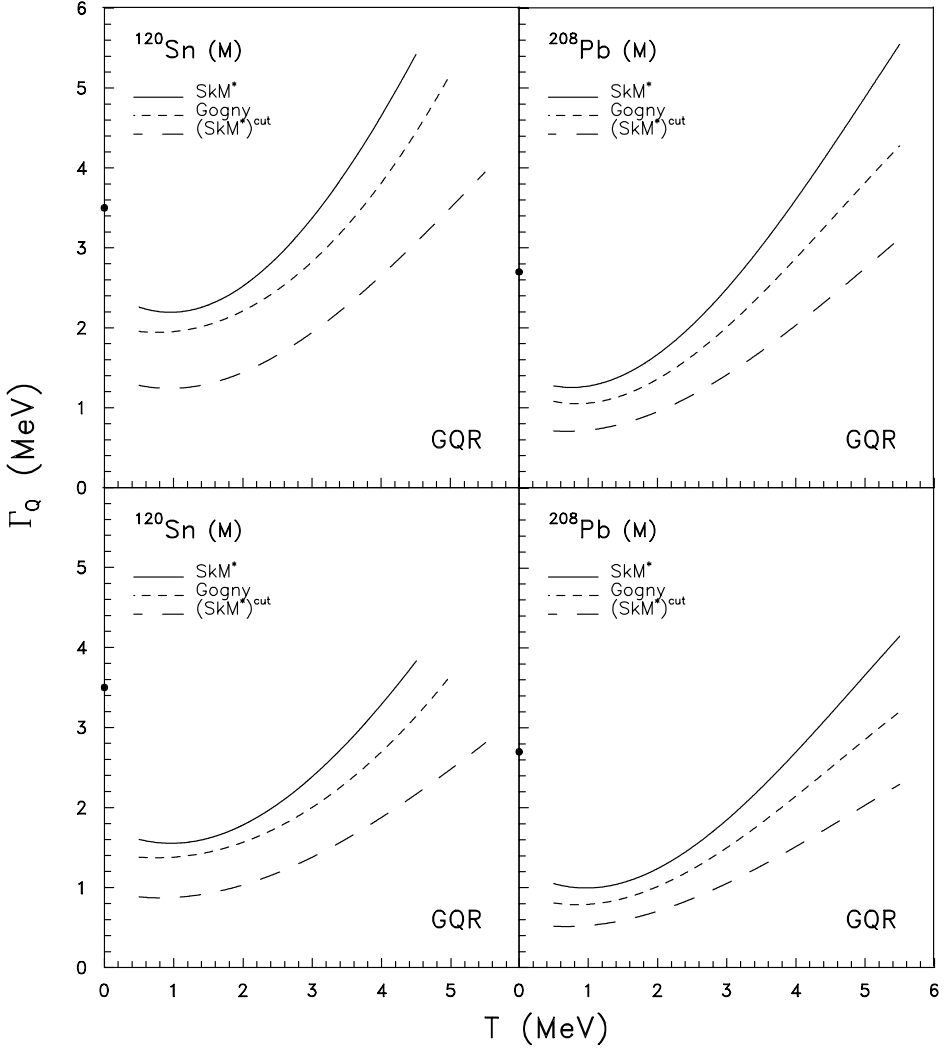 6
5
4
3
2
1
0
¹²⁰Sn (M)
SkM*
Gogny
(SkM*)ᶜᵘᵗ
GQR
²⁰⁸Pb (M)
SkM*
Gogny
(SkM*)ᶜᵘᵗ
GQR
Γ_Q (MeV)
5
4
3
2
1
0
¹²⁰Sn (M)
SkM*
Gogny
(SkM*)ᶜᵘᵗ
GQR
²⁰⁸Pb (M)
SkM*
Gogny
(SkM*)ᶜᵘᵗ
GQR
0 1 2 3 4 5 0 1 2 3 4 5 6
T (MeV)